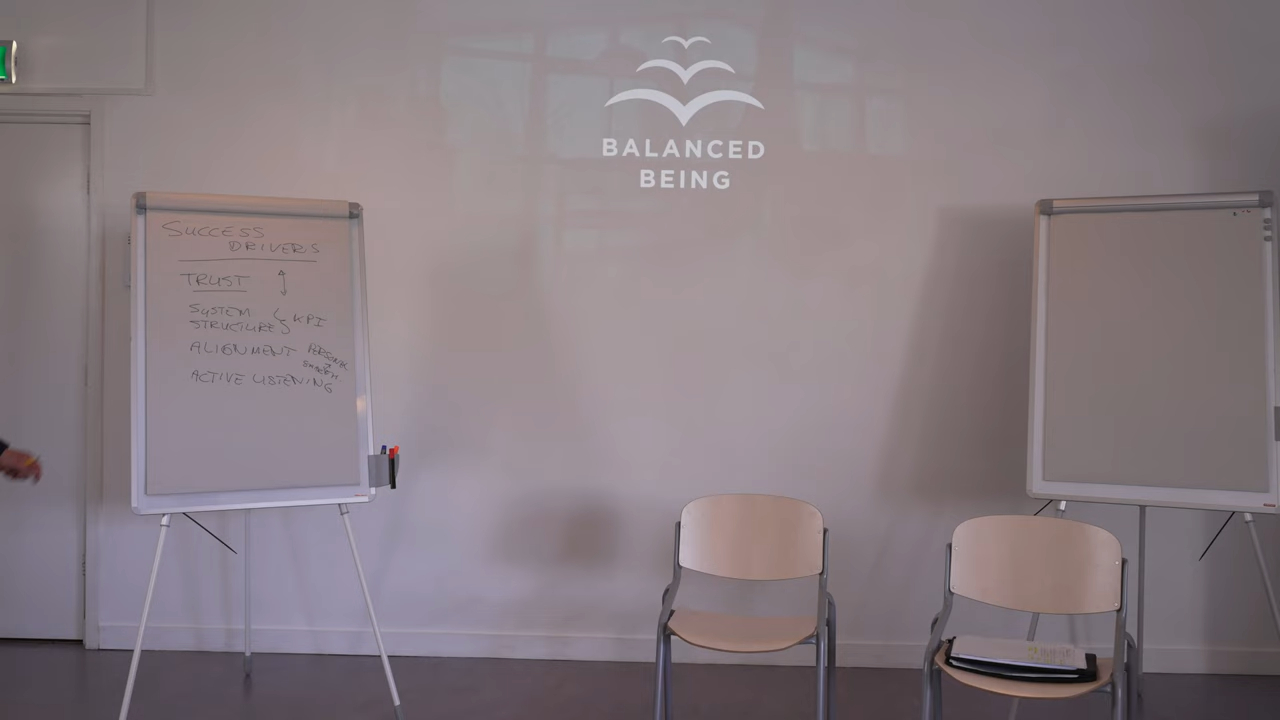 BALANCED
BEING
SUCCESS
DRIVERS
TRUST
SYSTEM
STRUCTURE
KPI
ALIGNMENT
ACTIVE LISTENING